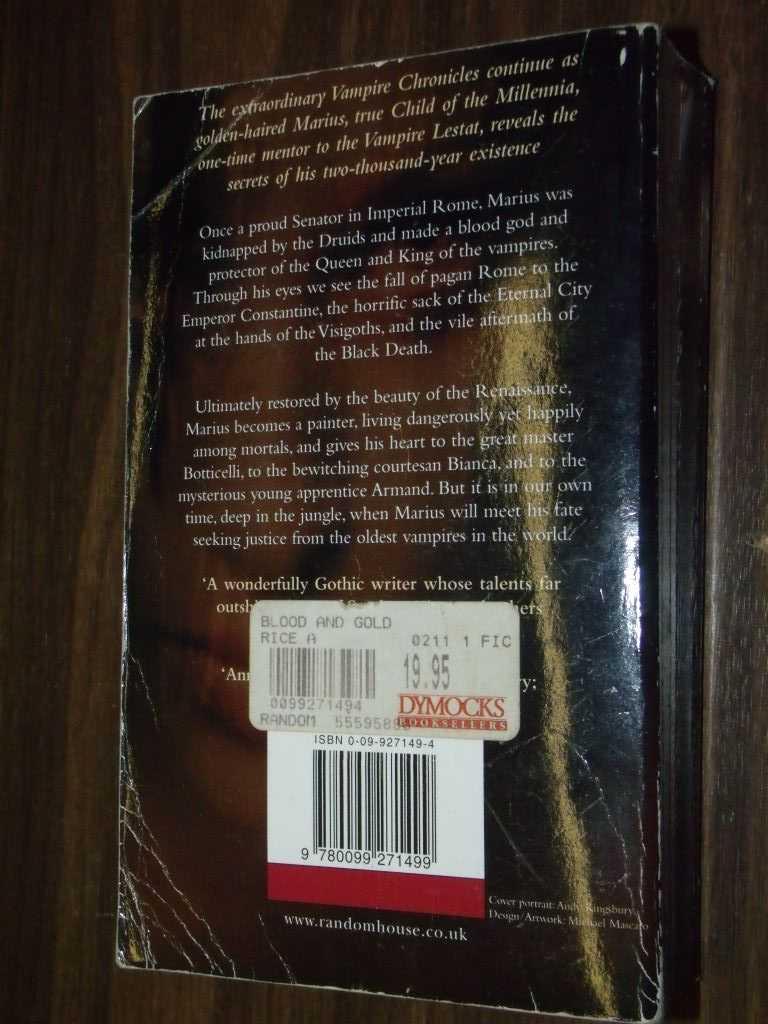 The extraordinary Vampire Chronicles continue as
golden-haired Marius, true Child of the Millennia,
one-time mentor to the Vampire Lestat, reveals the
secrets of his two-thousand-year existence
Once a proud Senator in Imperial Rome, Marius was
kidnapped by the Druids and made a blood god and
protector of the Queen and King of the vampires.
Through his eyes we see the fall of pagan Rome to the
Emperor Constantine, the horrific sack of the Eternal City
at the hands of the Visigoths, and the vile aftermath of
the Black Death.
Ultimately restored by the beauty of the Renaissance,
Marius becomes a painter, living dangerously yet happily
among mortals, and gives his heart to the great master
Botticelli, to the bewitching courtesan Bianca, and to the
mysterious young apprentice Armand. But it is in our own
time, deep in the jungle, when Marius will meet his fate
seeking justice from the oldest vampires in the world.
'A wonderfully Gothic writer whose talents far
BLOOD AND GOLD
RICE A 0211 1 FIC
19.95
0099271494
DYMOCKS
RANDOM BOOKSELLERS
ISBN 0-09-927149-4
9 780099 271499
Cover portrait: Andy Kingsbury
Design/Artwork: Michael Mascaro
www.randomhouse.co.uk